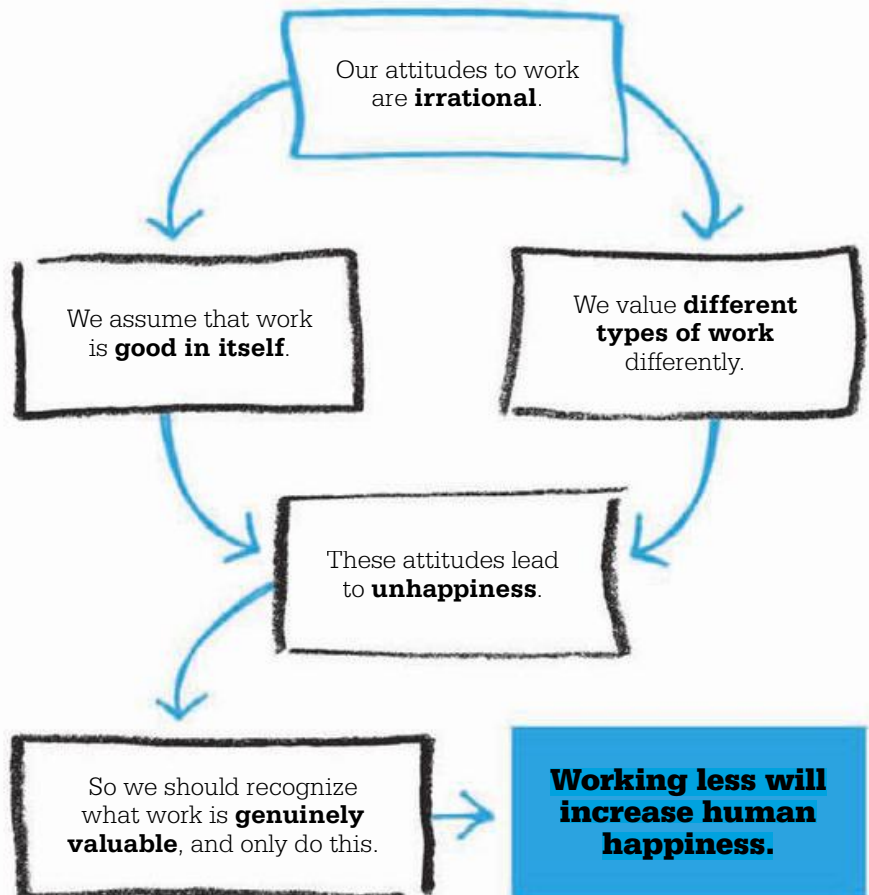 Our attitudes to work
are irrational.
We assume that work
is good in itself.
We value different
types of work
differently.
These attitudes lead
to unhappiness.
So we should recognize
what work is genuinely
valuable, and only do this.
Working less will
increase human
happiness.